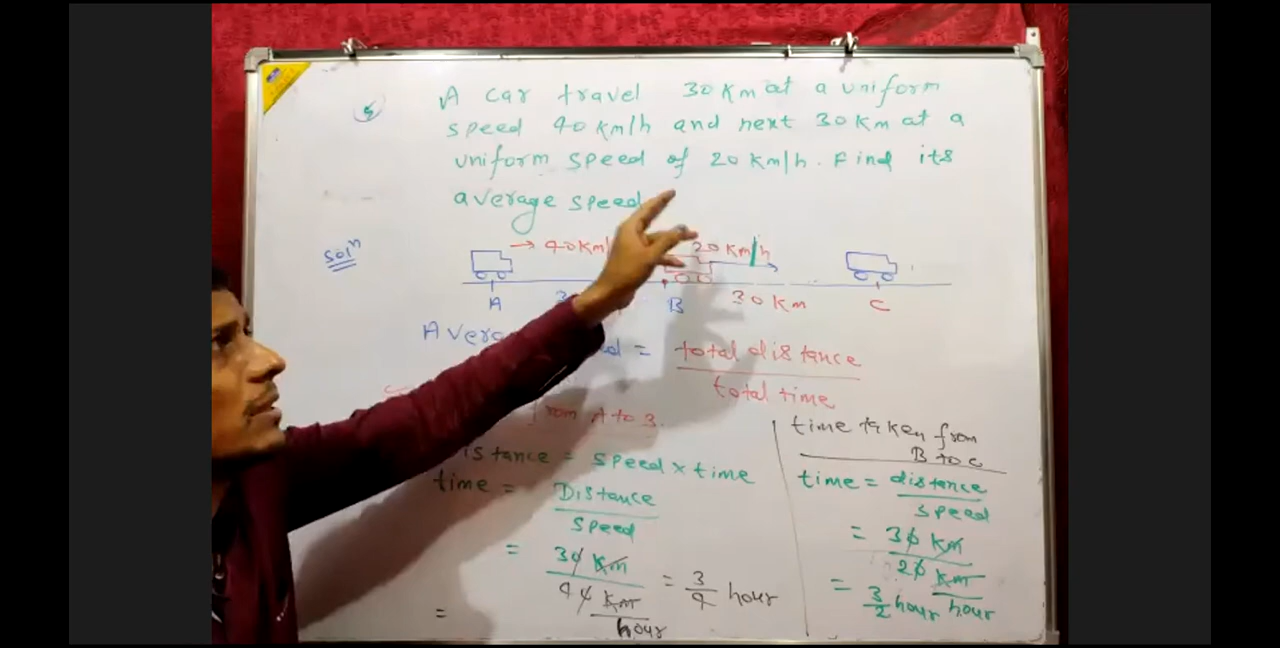 5 A car travel 30 Km at a uniform
speed 40 Km/h and next 30 Km at a
uniform speed of 20 Km/h. Find its
average speed
Solⁿ
→ 40 Km/
20 Km/h
A
B
30 Km
C
= total distance
total time
from A to B.
Distance = speed × time
time = Distance
speed
= 30 Km
40 Km
hour
= 3/4 hour
=
time taken from
B to C
time = distance
speed
= 30 Km
20 Km
hour
= 3/2 hour